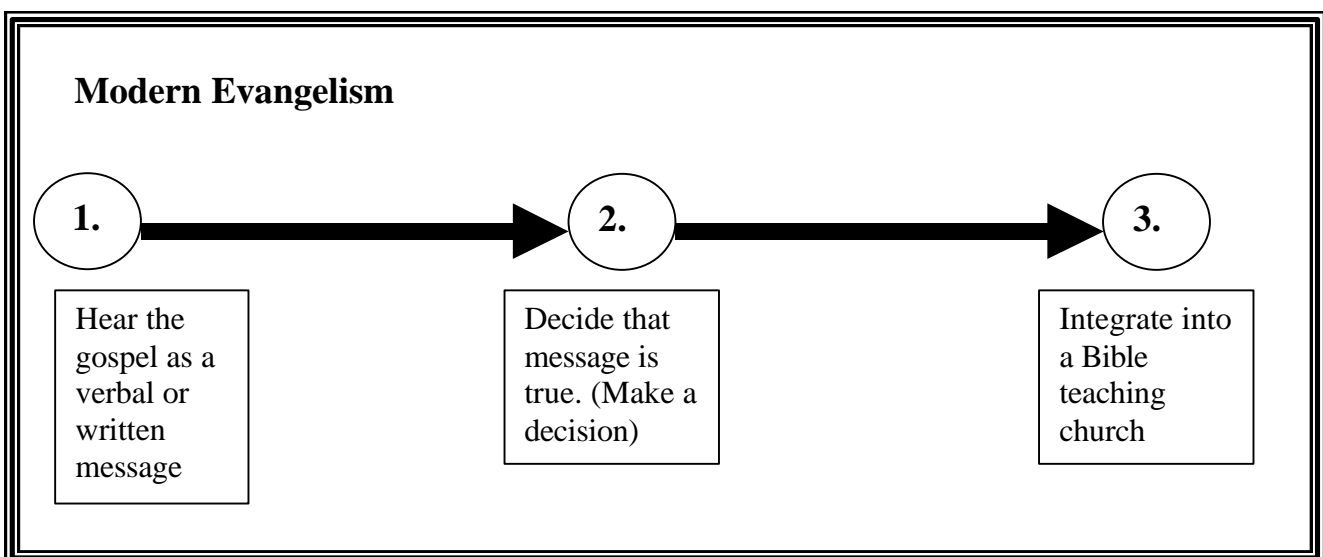 Modern Evangelism
1.
2.
3.
Hear the
gospel as a
verbal or
written
message
Decide that
message is
true. (Make a
decision)
Integrate into
a Bible
teaching
church